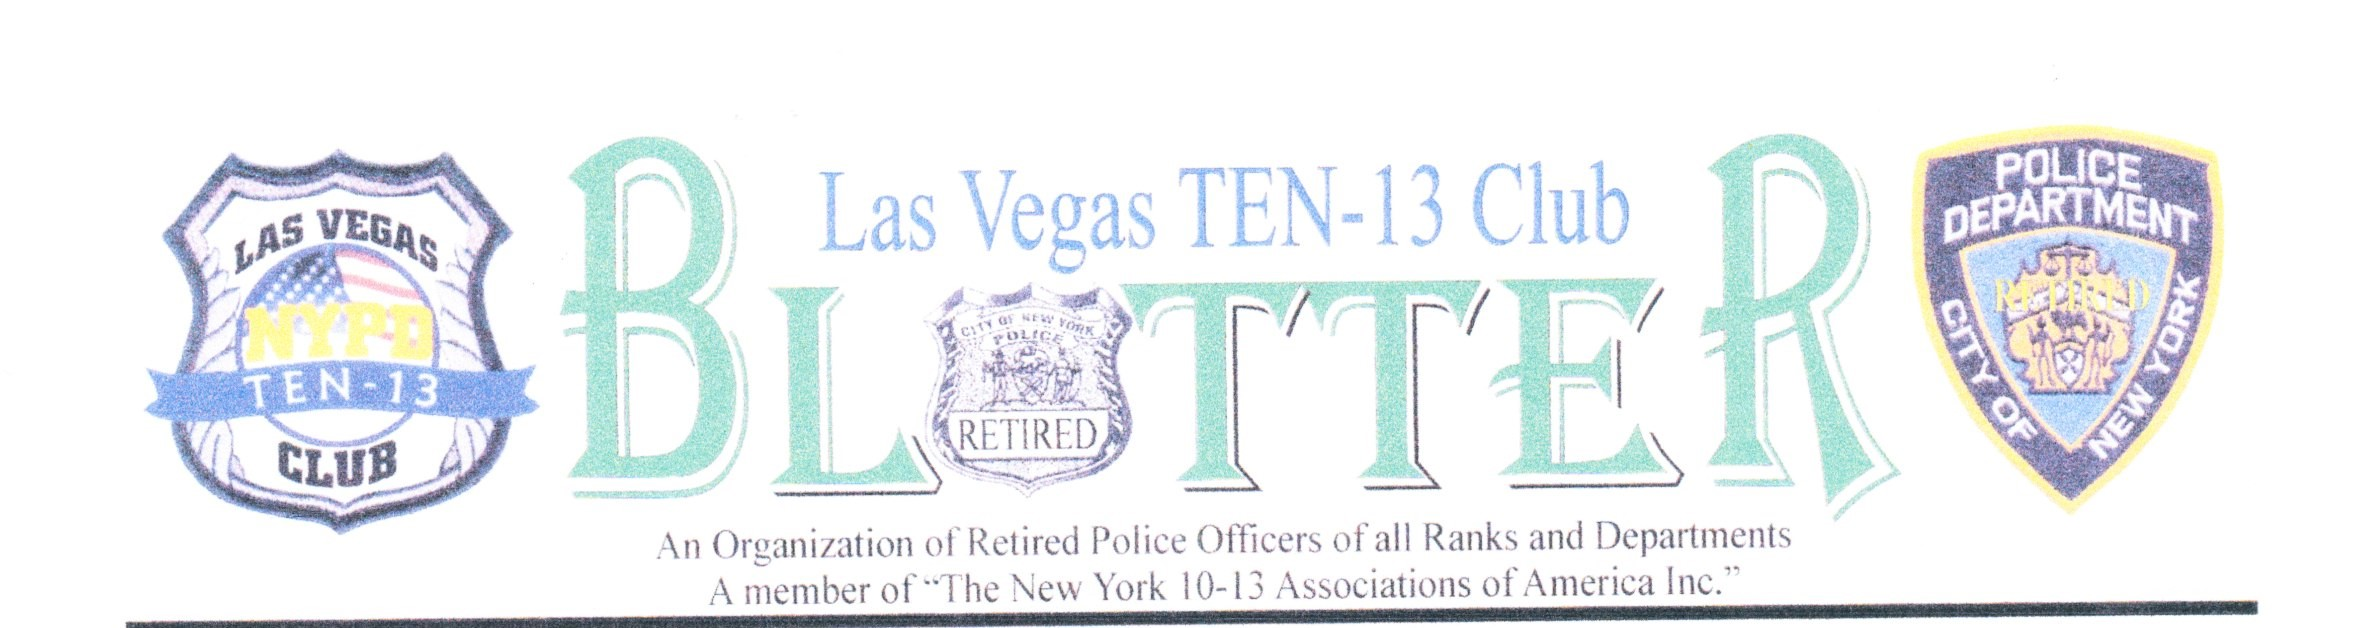 LAS VEGAS
NYPD
TEN-13
CLUB
Las Vegas TEN-13 Club
BLOTTER
CITY OF NEW YORK
POLICE
RETIRED
POLICE
DEPARTMENT
RETIRED
CITY OF
NEW YORK
An Organization of Retired Police Officers of all Ranks and Departments
A member of “The New York 10-13 Associations of America Inc.”